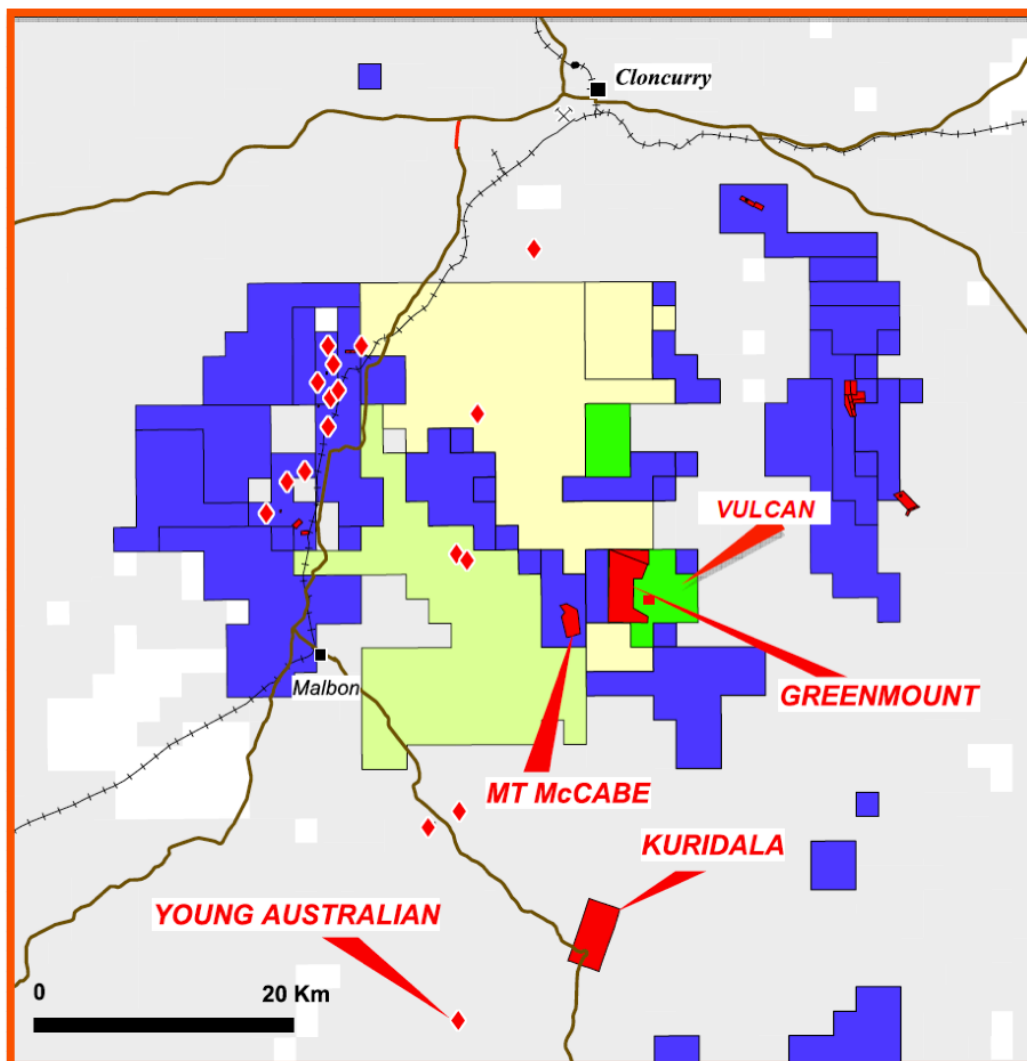 Cloncurry
VULCAN
GREENMOUNT
Malbon
MT McCABE
KURIDALA
YOUNG AUSTRALIAN
0 20 Km